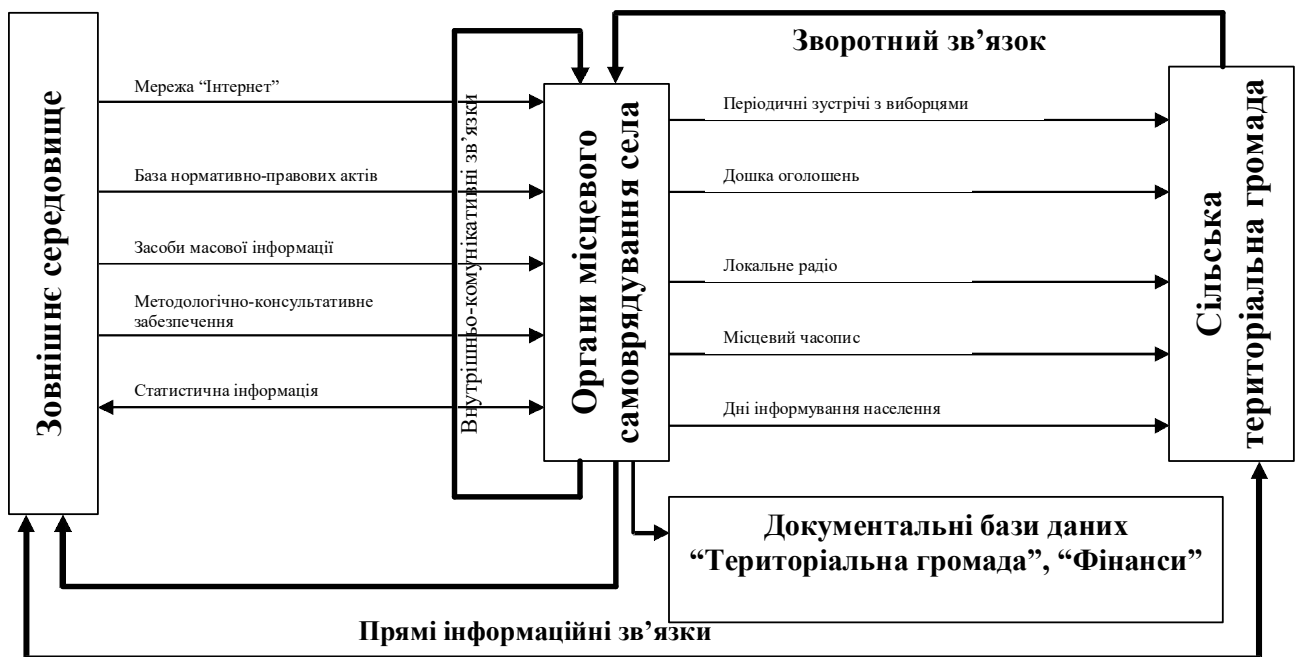 Зворотний зв’язок
Зовнішнє середовище
Мережа “Інтернет”
База нормативно-правових актів
Засоби масової інформації
Методологічно-консультативне
забезпечення
Статистична інформація
Внутрішньо-комунікативні зв’язки
Органи місцевого
самоврядування села
Періодичні зустрічі з виборцями
Дошка оголошень
Локальне радіо
Місцевий часопис
Дні інформування населення
Сільська
територіальна громада
Документальні бази даних
“Територіальна громада”, “Фінанси”
Прямі інформаційні зв’язки